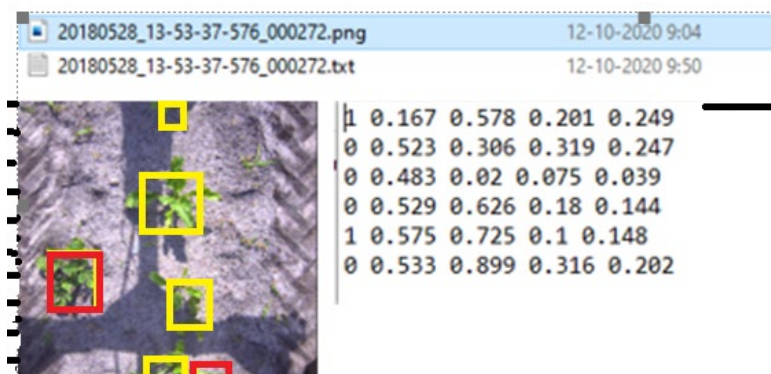 20180528_13-53-37-576_000272.png 12-10-2020 9:04
20180528_13-53-37-576_000272.txt 12-10-2020 9:50
1 0.167 0.578 0.201 0.249
0 0.523 0.306 0.319 0.247
0 0.483 0.02 0.075 0.039
0 0.529 0.626 0.18 0.144
1 0.575 0.725 0.1 0.148
0 0.533 0.899 0.316 0.202